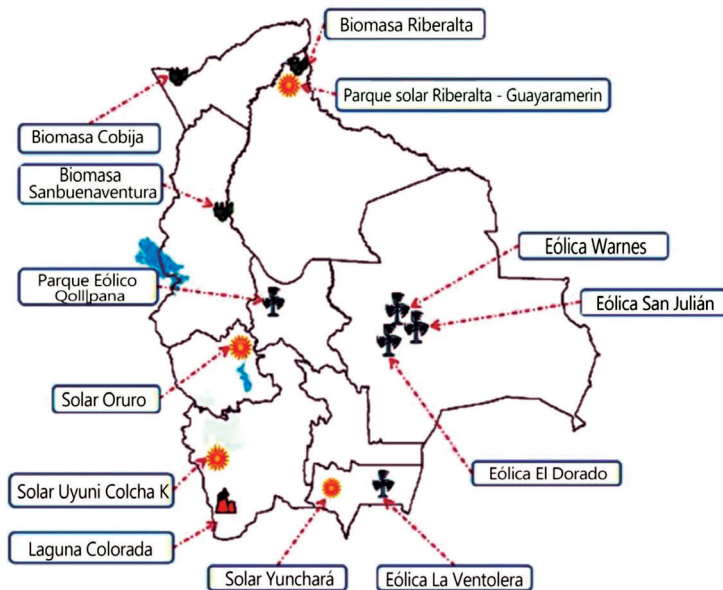 Biomasa Riberalta
Parque solar Riberalta - Guayaramerin
Biomasa Cobija
Biomasa
Sanbuenaventura
Eólica Warnes
Parque Eólico
Qollpana
Eólica San Julián
Solar Oruro
Eólica El Dorado
Solar Uyuni Colcha K
Laguna Colorada
Solar Yunchará
Eólica La Ventolera